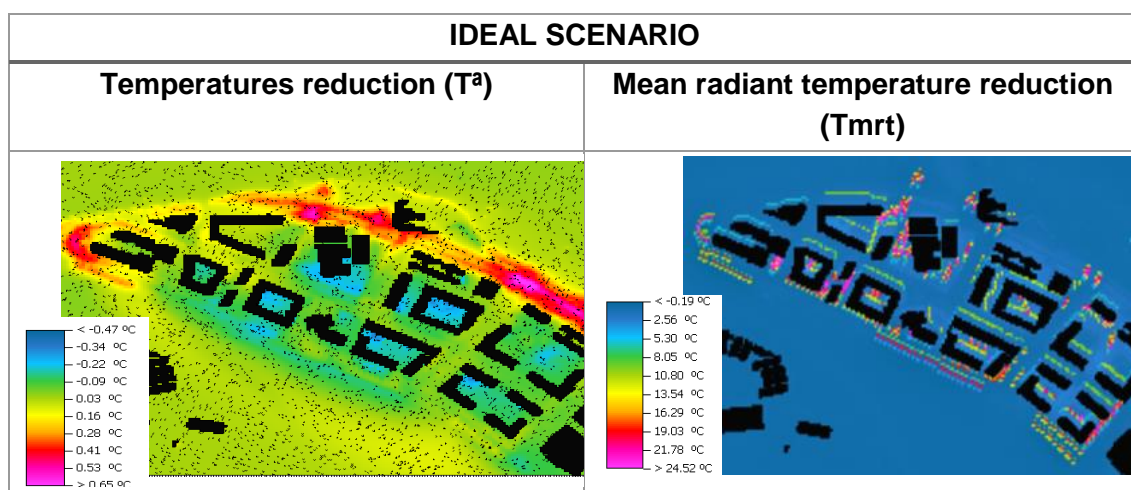 IDEAL SCENARIO
Temperatures reduction (Tª)
Mean radiant temperature reduction
(Tmrt)
< -0.47 ºC
-0.34 ºC
-0.22 ºC
-0.09 ºC
0.03 ºC
0.16 ºC
0.28 ºC
0.41 ºC
0.53 ºC
> 0.65 ºC
< -0.19 ºC
2.56 ºC
5.30 ºC
8.05 ºC
10.80 ºC
13.54 ºC
16.29 ºC
19.03 ºC
21.78 ºC
> 24.52 ºC